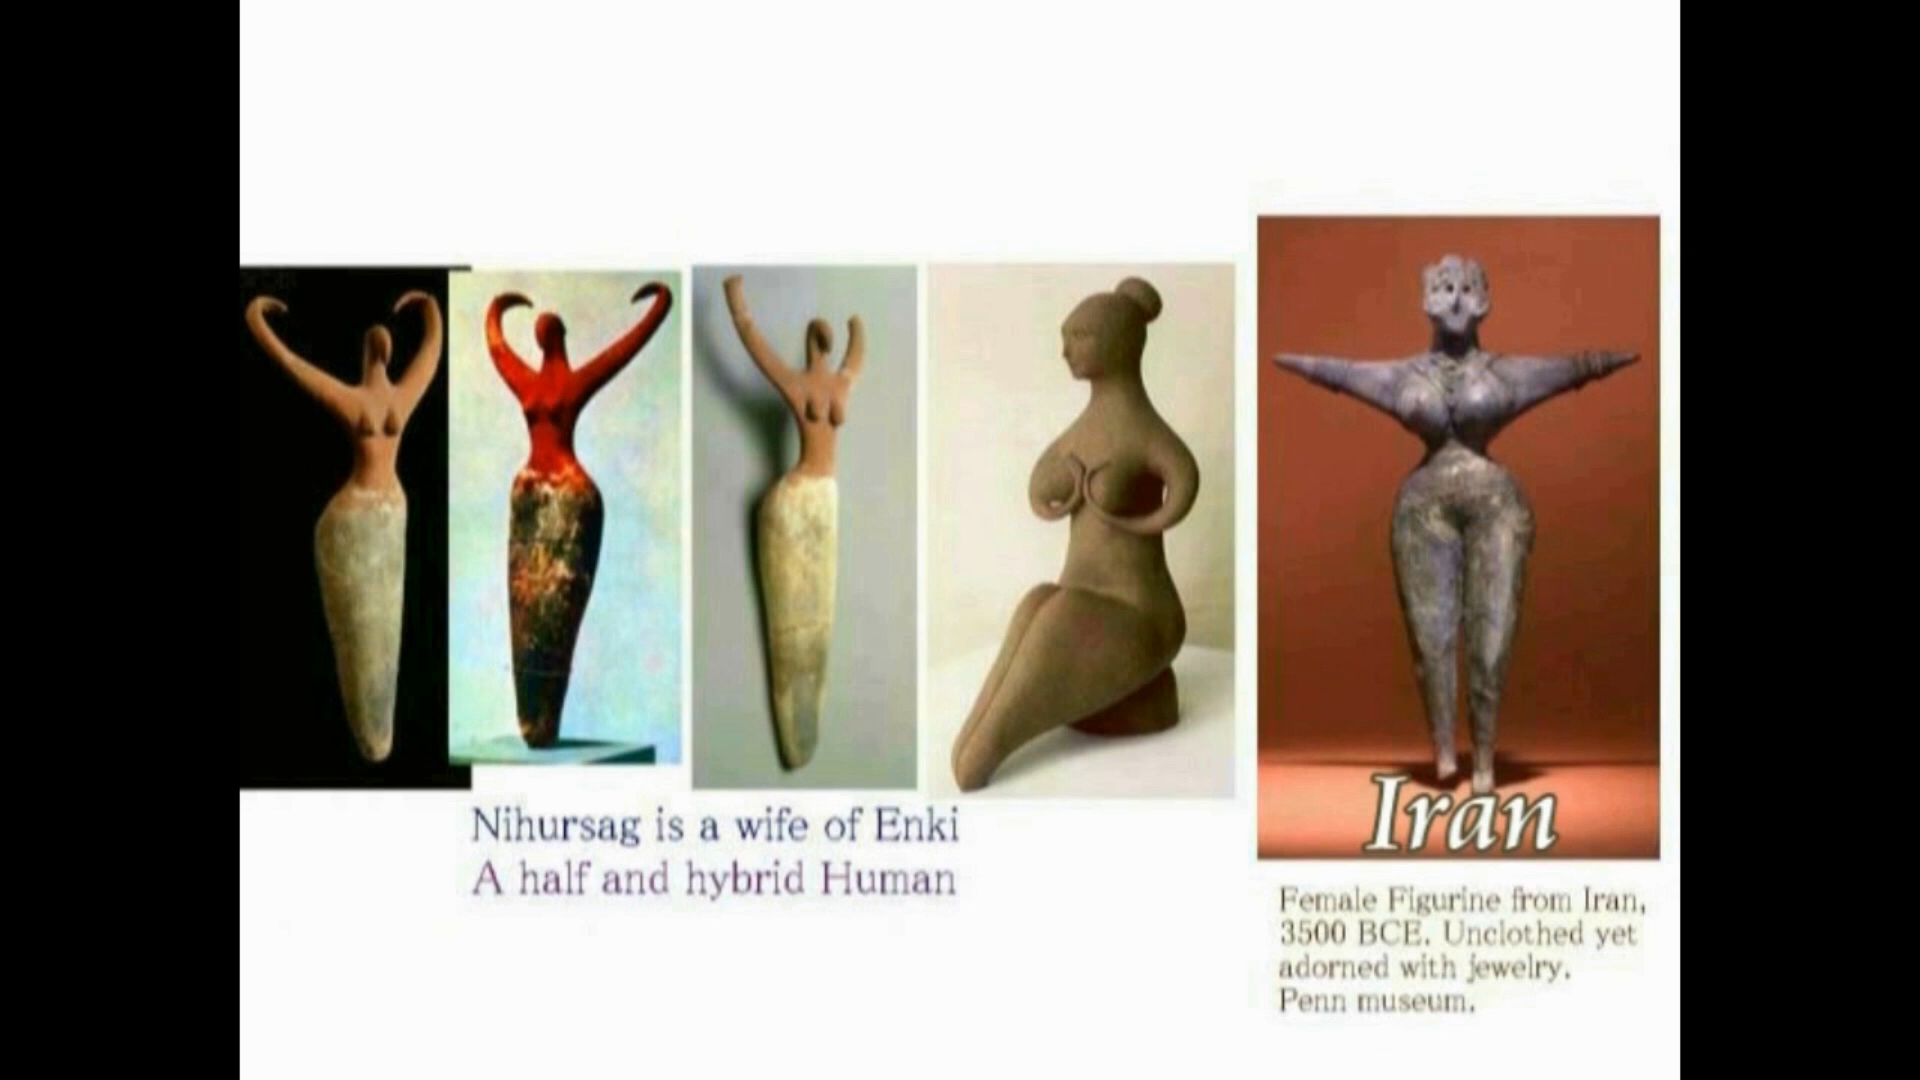 Nihursag is a wife of Enki
A half and hybrid Human
Iran
Female Figurine from Iran,
3500 BCE. Unclothed yet
adorned with jewelry.
Penn museum.